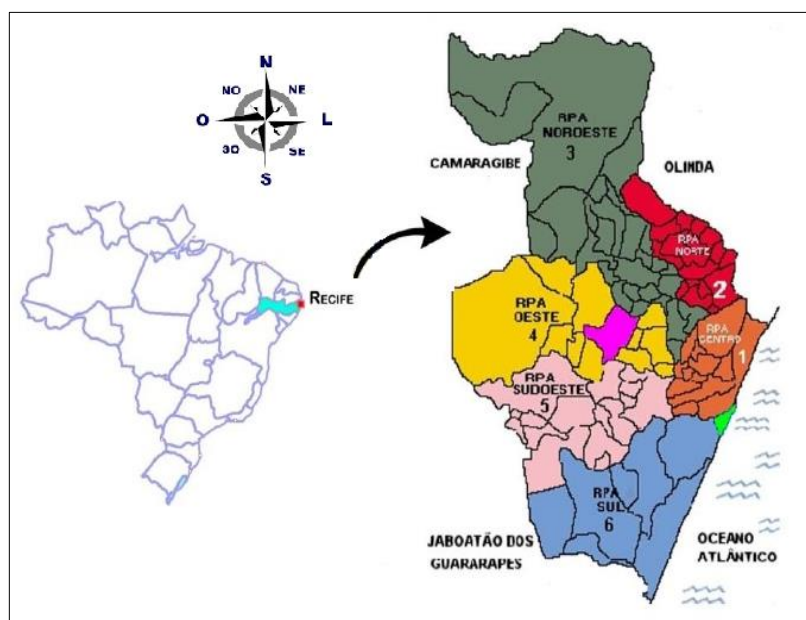 N
NO
NE
O
L
SO
SE
S
RECIFE
RPA
NOROESTE
3
CAMARAGIBE
OLINDA
RPA
NORTE
2
RPA
OESTE
4
RPA
CENTRO
1
RPA
SUDOESTE
5
RPA
SUL
6
JABOATÃO DOS
GUARARAPES
OCEANO
ATLÂNTICO